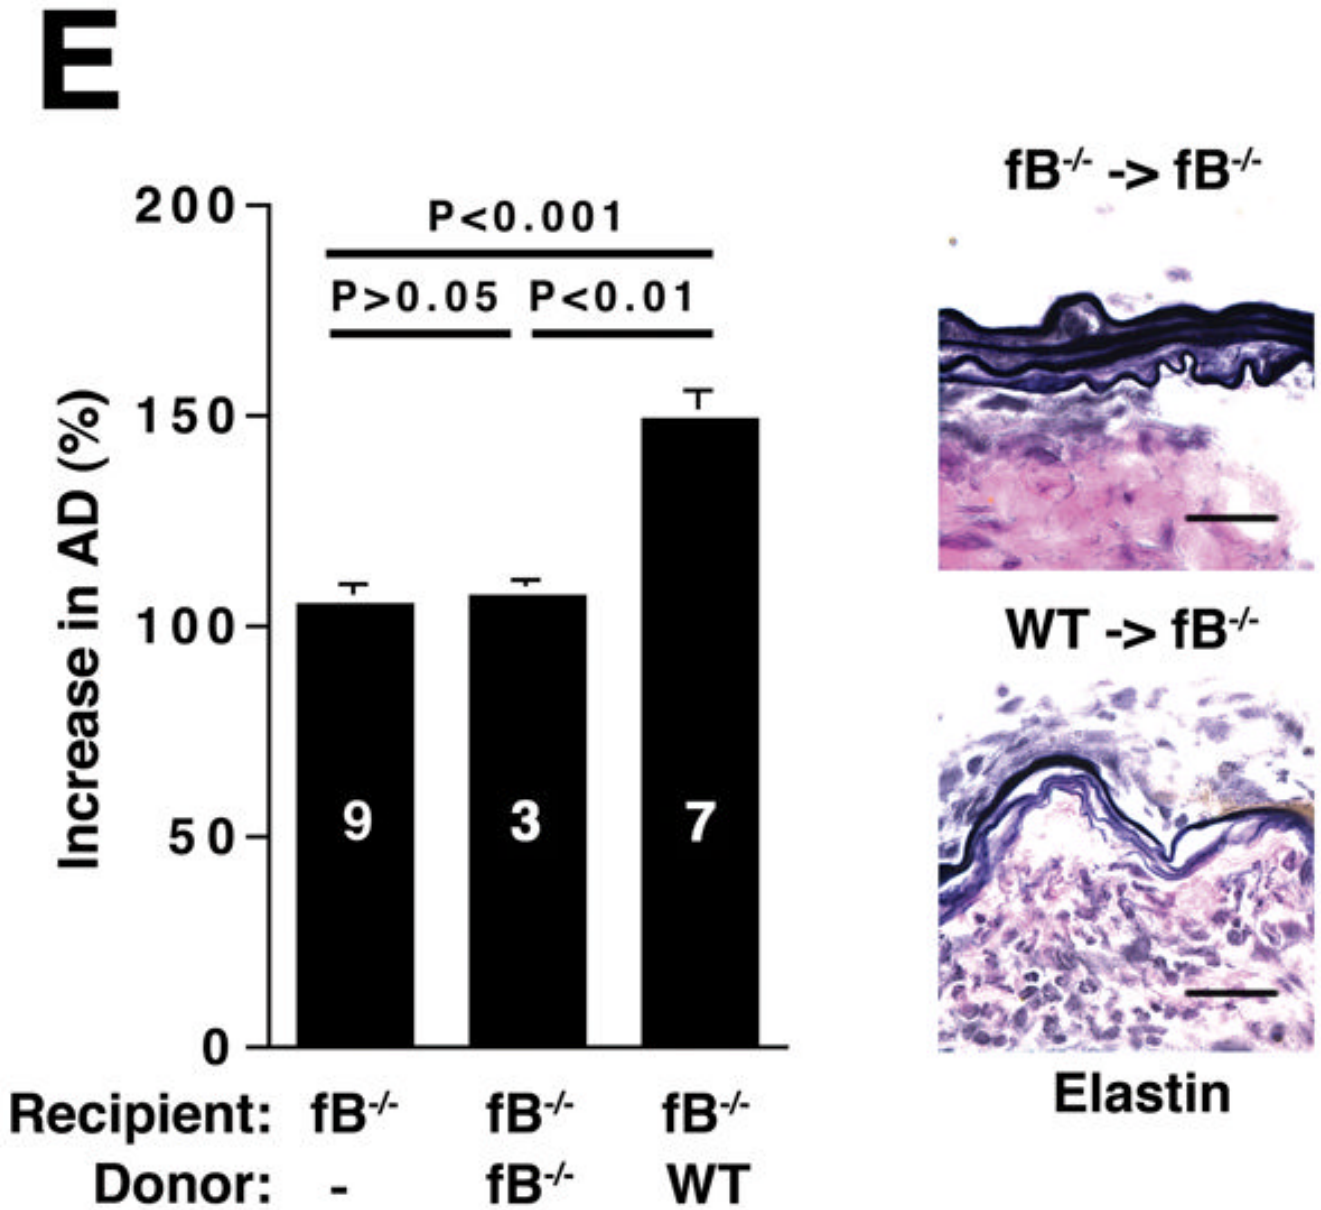 E
200
P<0.001
P>0.05 P<0.01
150
100
50
0
Increase in AD (%)
9 3 7
Recipient: fB-/- fB-/- fB-/-
Donor: - fB-/- WT
fB-/- -> fB-/-
WT -> fB-/-
Elastin